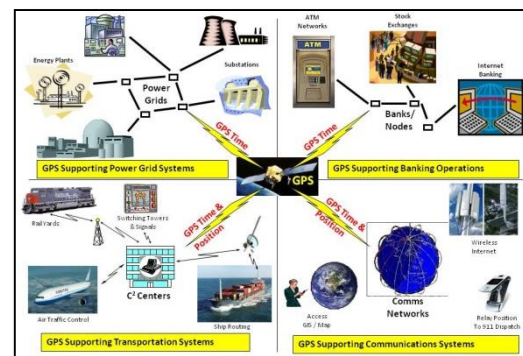 Energy Plants
Power
Grids
Substations
GPS Time
GPS Supporting Power Grid Systems
ATM
Networks
ATM
Stock
Exchanges
Internet
Banking
Banks/
Nodes
GPS Time
GPS Supporting Banking Operations
GPS
Rail Yards
Switching Towers
& Signals
GPS Time &
Position
C² Centers
Air Traffic Control
Ship Routing
GPS Supporting Transportation Systems
GPS Time &
Position
Wireless
Internet
Access
GIS / Map
Comms
Networks
Relay Position
To 911 Dispatch
GPS Supporting Communications Systems